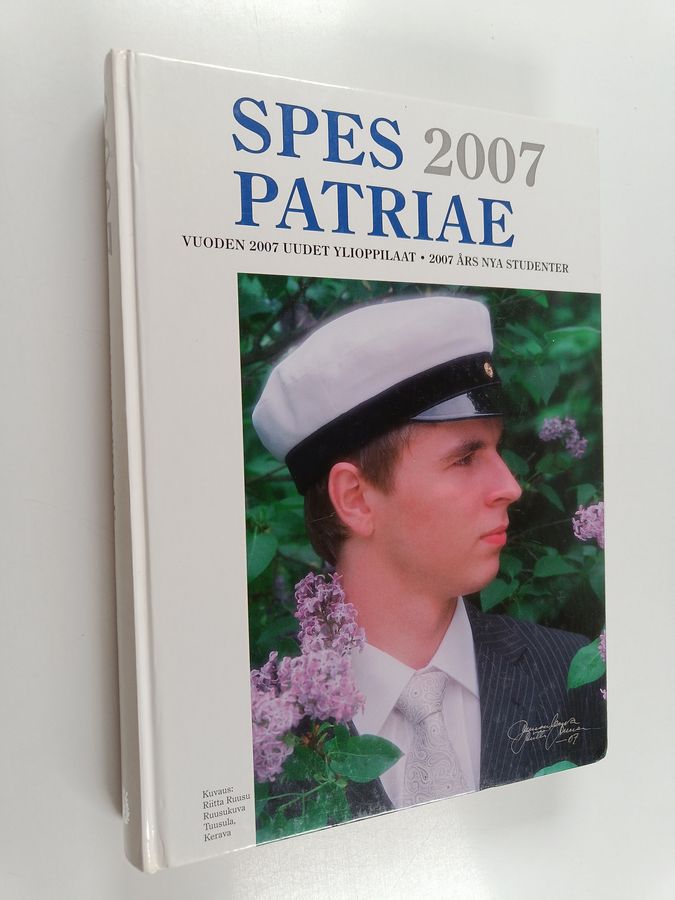 SPES 2007
PATRIAE
VUODEN 2007 UUDET YLIOPPILAAT • 2007 ÅRS NYA STUDENTER
Kuvaus:
Riitta Ruusu
Ruusukuva
Tuusula,
Kerava